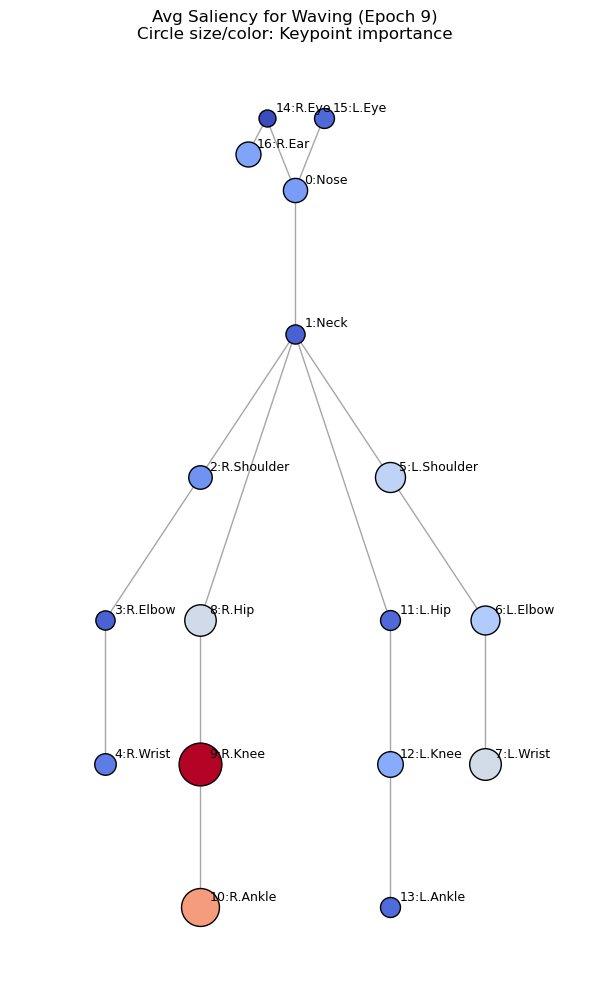 Avg Saliency for Waving (Epoch 9)
Circle size/color: Keypoint importance
14:R.Eye
15:L.Eye
16:R.Ear
0:Nose
1:Neck
2:R.Shoulder
5:L.Shoulder
3:R.Elbow
8:R.Hip
11:L.Hip
6:L.Elbow
4:R.Wrist
9:R.Knee
12:L.Knee
7:L.Wrist
10:R.Ankle
13:L.Ankle